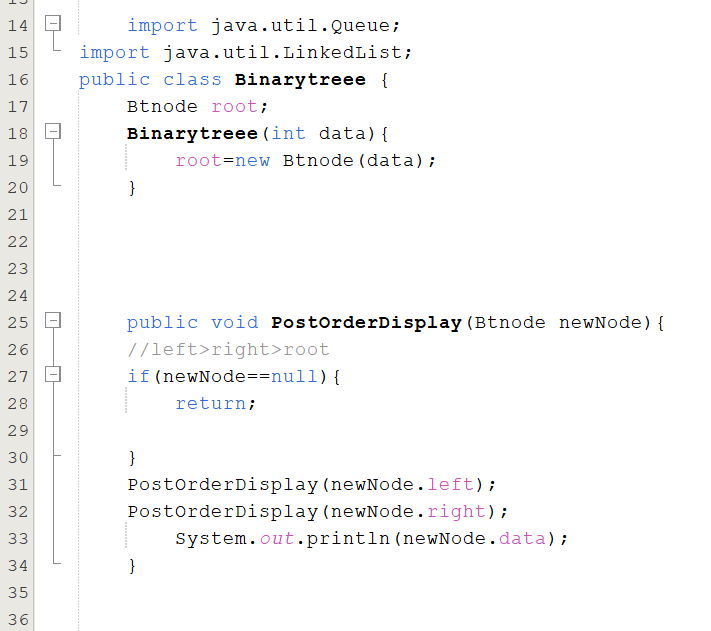 13
14 import java.util.Queue;
15 import java.util.LinkedList;
16 public class Binarytreee {
17 Btnode root;
18 Binarytreee(int data){
19 root=new Btnode(data);
20 }
21
22
23
24
25 public void PostOrderDisplay(Btnode newNode){
26 //left>right>root
27 if(newNode==null){
28 return;
29
30 }
31 PostOrderDisplay(newNode.left);
32 PostOrderDisplay(newNode.right);
33 System.out.println(newNode.data);
34 }
35
36